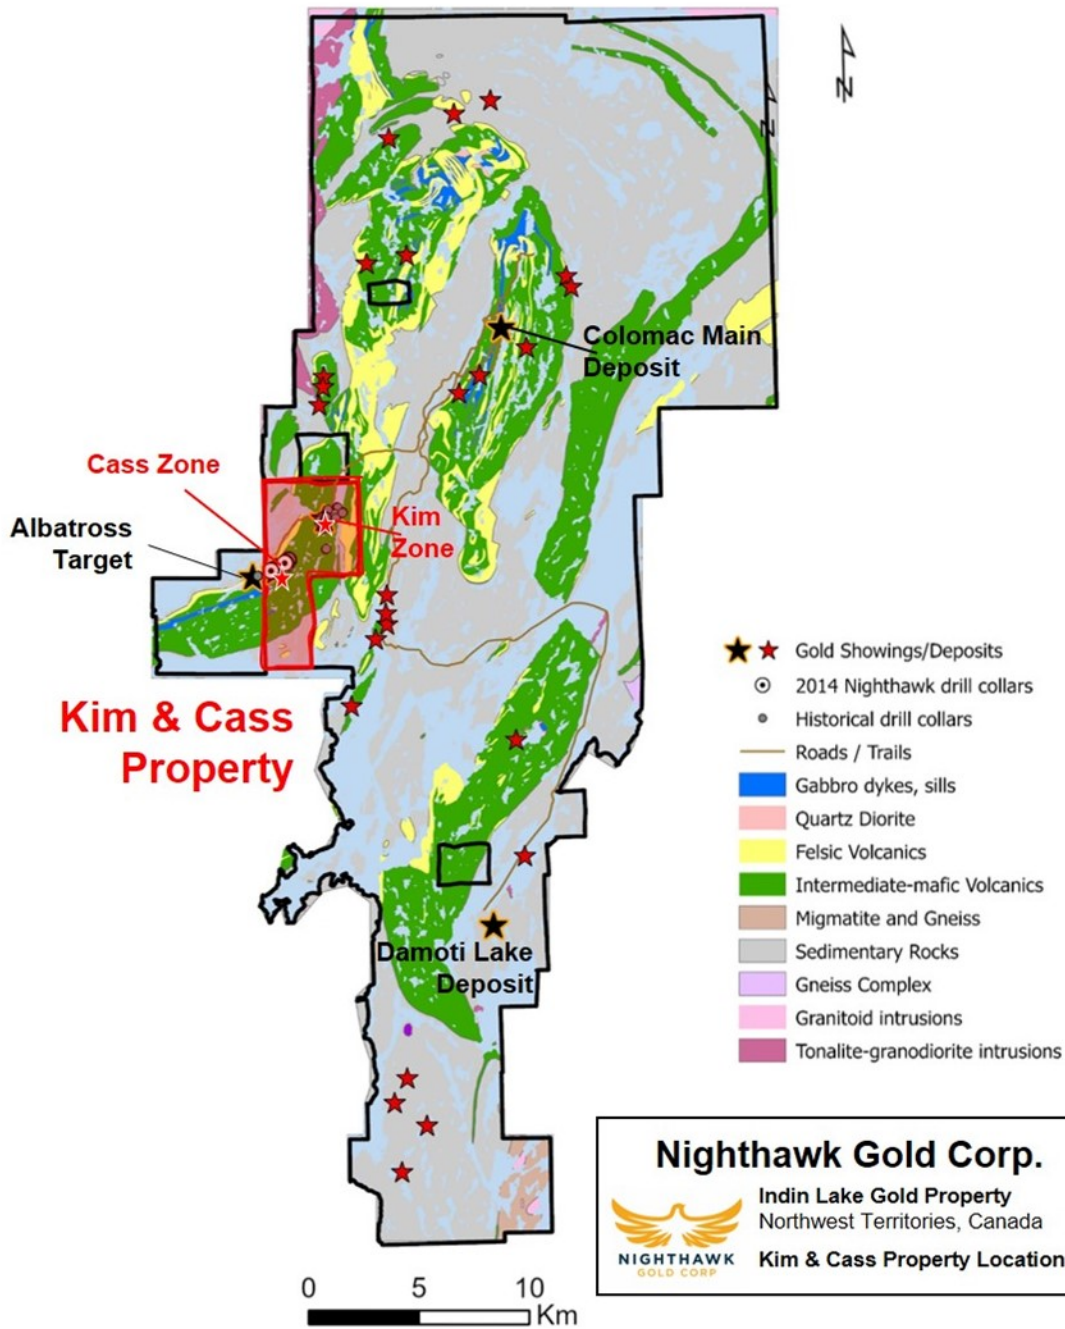 N
N
Colomac Main
Deposit
Cass Zone
Albatross
Target
Kim
Zone
Kim & Cass
Property
Damoti Lake
Deposit
Gold Showings/Deposits
2014 Nighthawk drill collars
Historical drill collars
Roads / Trails
Gabbro dykes, sills
Quartz Diorite
Felsic Volcanics
Intermediate-mafic Volcanics
Migmatite and Gneiss
Sedimentary Rocks
Gneiss Complex
Granitoid intrusions
Tonalite-granodiorite intrusions
Nighthawk Gold Corp.
Indin Lake Gold Property
Northwest Territories, Canada
Kim & Cass Property Location
NIGHTHAWK
GOLD CORP
0 5 10
Km